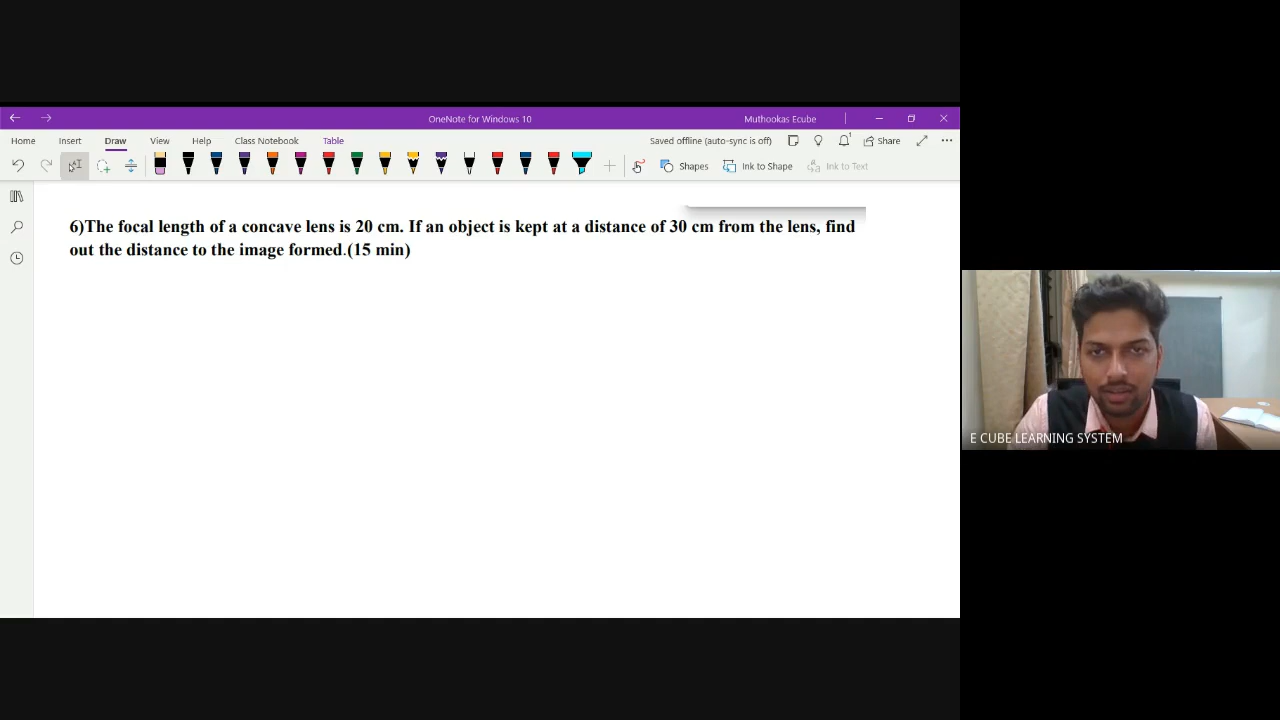 OneNote for Windows 10
Muthookas Ecube
Home Insert Draw View Help Class Notebook Table
Saved offline (auto-sync is off) Share
Shapes Ink to Shape Ink to Text
6)The focal length of a concave lens is 20 cm. If an object is kept at a distance of 30 cm from the lens, find
out the distance to the image formed.(15 min)
E CUBE LEARNING SYSTEM